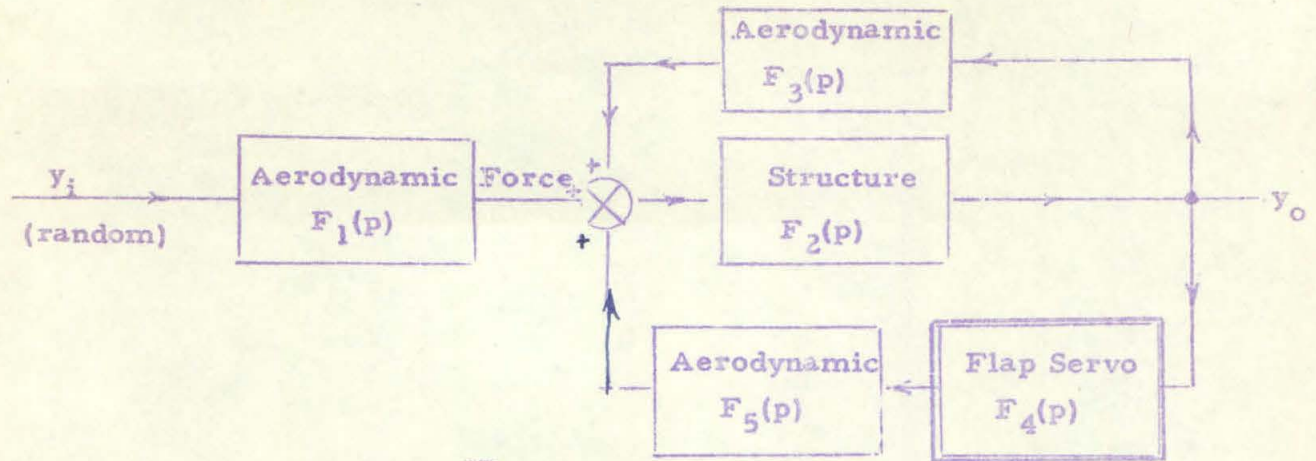 Aerodynamic
F₃(p)
+
yᵢ
(random)
Aerodynamic
F₁(p)
Force
+
Structure
F₂(p)
yₒ
+
Aerodynamic
F₅(p)
Flap Servo
F₄(p)